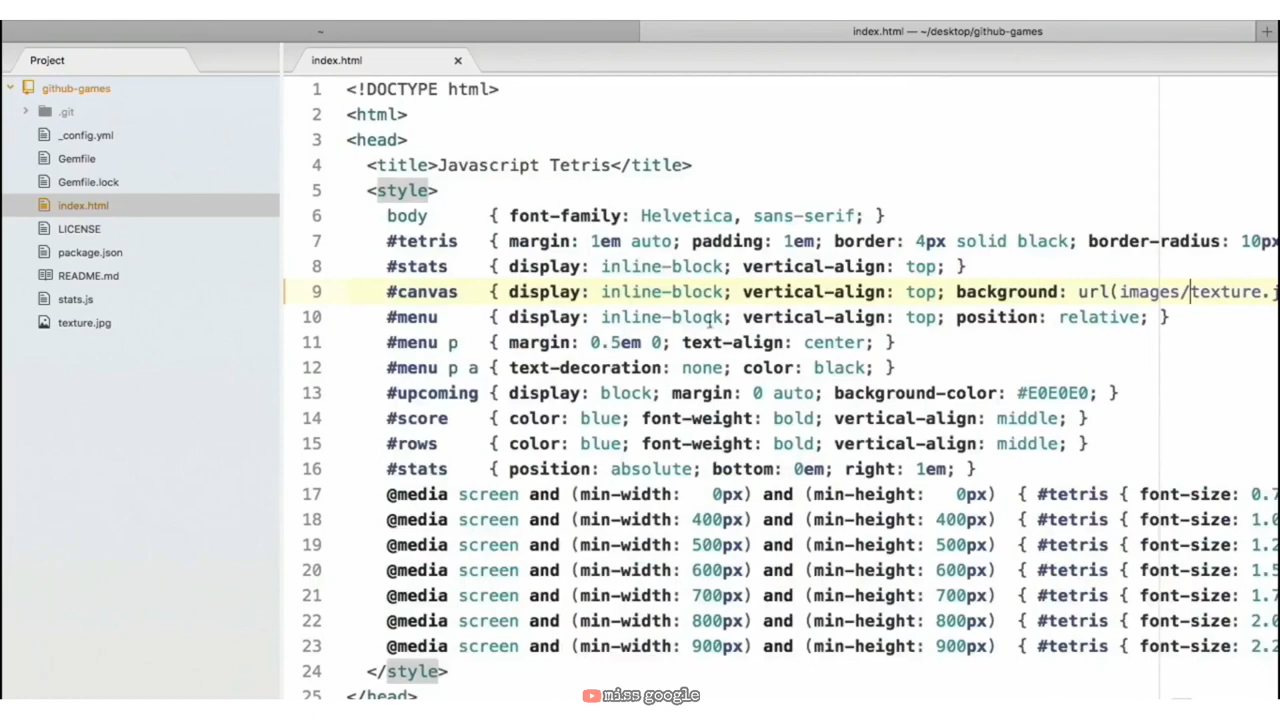 ~
index.html — ~/desktop/github-games
+
Project
index.html ×
github-games
.git
_config.yml
Gemfile
Gemfile.lock
index.html
LICENSE
package.json
README.md
stats.js
texture.jpg
1 <!DOCTYPE html>
2 <html>
3 <head>
4 <title>Javascript Tetris</title>
5 <style>
6 body { font-family: Helvetica, sans-serif; }
7 #tetris { margin: 1em auto; padding: 1em; border: 4px solid black; border-radius: 10px
8 #stats { display: inline-block; vertical-align: top; }
9 #canvas { display: inline-block; vertical-align: top; background: url(images/texture.j
10 #menu { display: inline-block; vertical-align: top; position: relative; }
11 #menu p { margin: 0.5em 0; text-align: center; }
12 #menu p a { text-decoration: none; color: black; }
13 #upcoming { display: block; margin: 0 auto; background-color: #E0E0E0; }
14 #score { color: blue; font-weight: bold; vertical-align: middle; }
15 #rows { color: blue; font-weight: bold; vertical-align: middle; }
16 #stats { position: absolute; bottom: 0em; right: 1em; }
17 @media screen and (min-width: 0px) and (min-height: 0px) { #tetris { font-size: 0.7
18 @media screen and (min-width: 400px) and (min-height: 400px) { #tetris { font-size: 1.0
19 @media screen and (min-width: 500px) and (min-height: 500px) { #tetris { font-size: 1.2
20 @media screen and (min-width: 600px) and (min-height: 600px) { #tetris { font-size: 1.5
21 @media screen and (min-width: 700px) and (min-height: 700px) { #tetris { font-size: 1.7
22 @media screen and (min-width: 800px) and (min-height: 800px) { #tetris { font-size: 2.0
23 @media screen and (min-width: 900px) and (min-height: 900px) { #tetris { font-size: 2.2
24 </style>
25 </head>
miss google